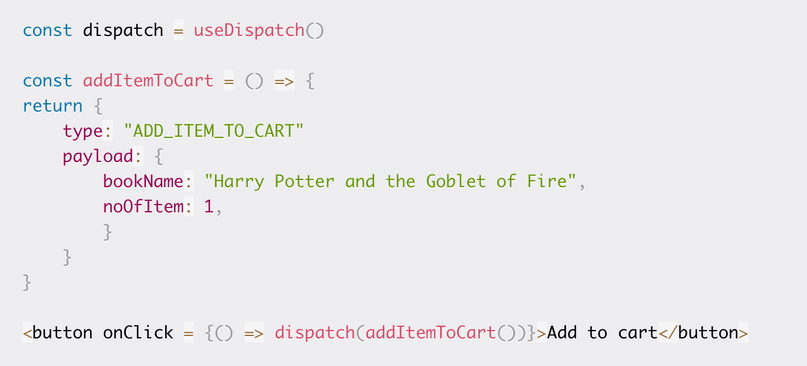 const dispatch = useDispatch()

const addItemToCart = () => {
return {
    type: "ADD_ITEM_TO_CART"
    payload: {
        bookName: "Harry Potter and the Goblet of Fire",
        noOfItem: 1,
        }
    }
}

<button onClick = {() => dispatch(addItemToCart())}>Add to cart</button>